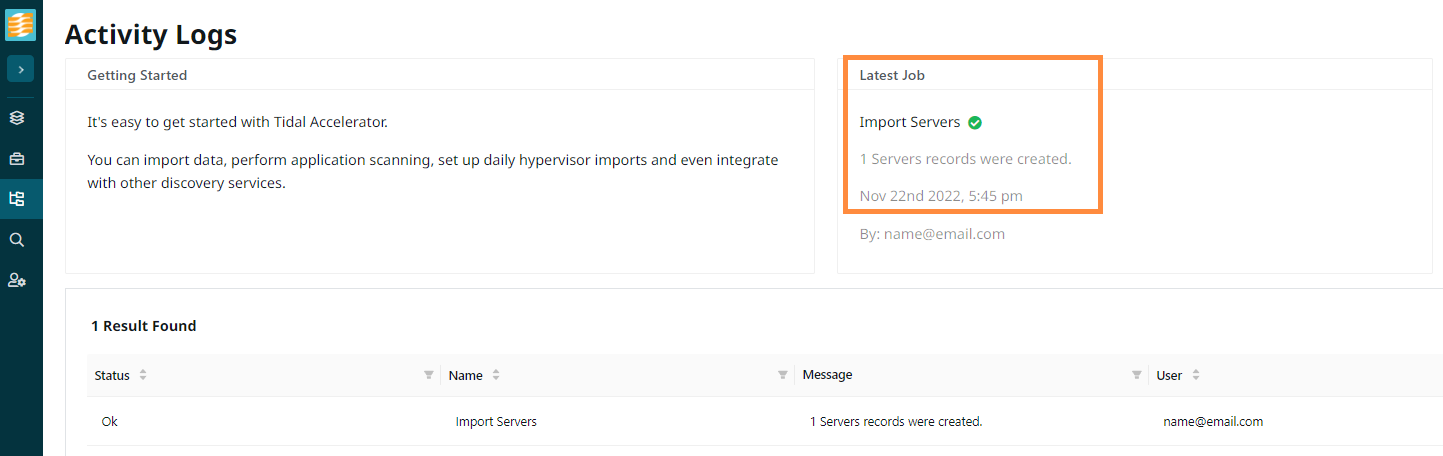 Activity Logs
Getting Started
It's easy to get started with Tidal Accelerator.
You can import data, perform application scanning, set up daily hypervisor imports and even integrate
with other discovery services.
Latest Job
Import Servers
1 Servers records were created.
Nov 22nd 2022, 5:45 pm
By: name@email.com
1 Result Found
Status Name Message User
Ok Import Servers 1 Servers records were created. name@email.com